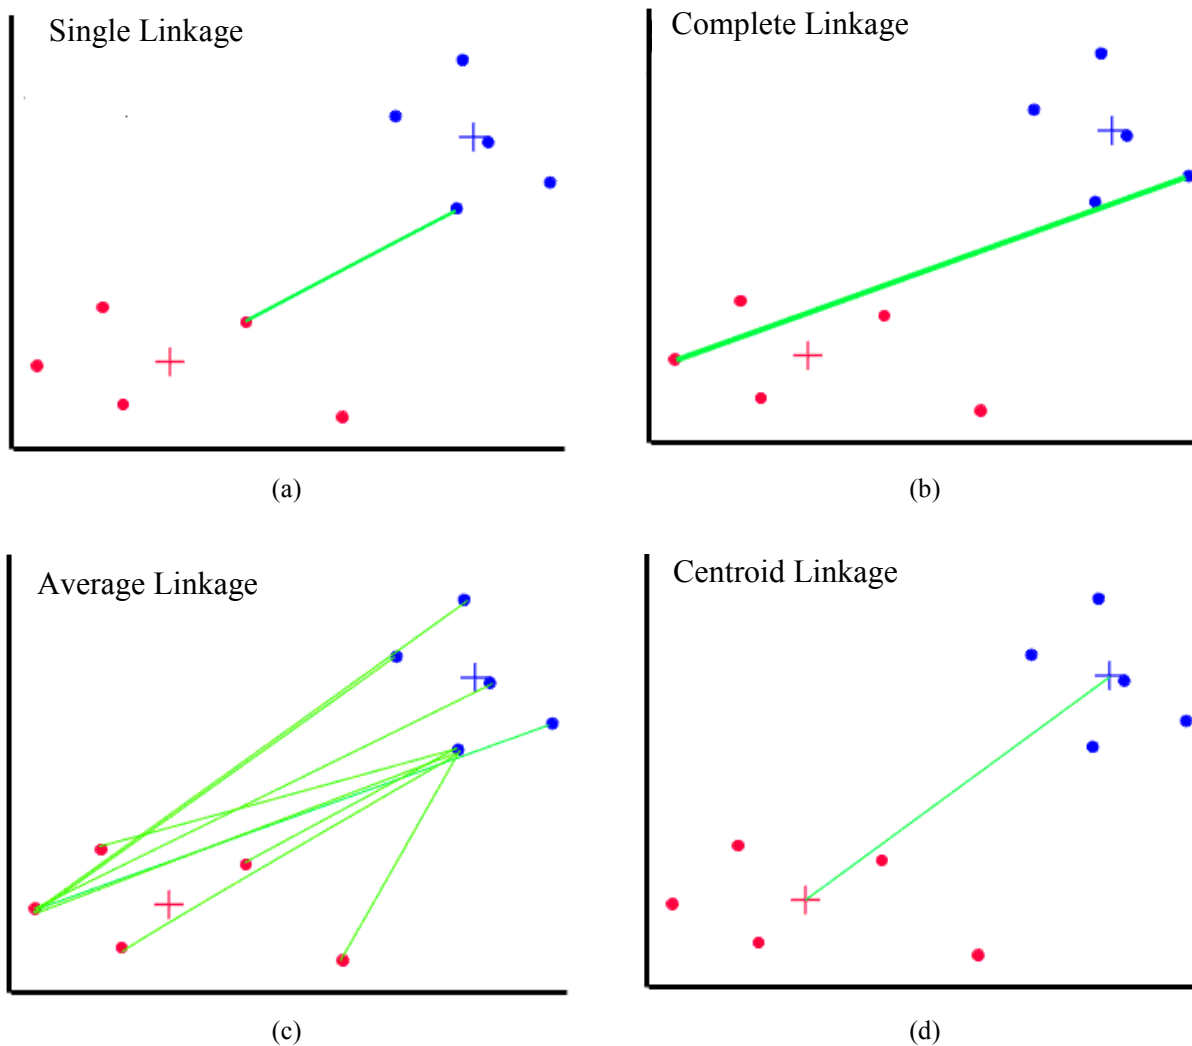 Single Linkage
Complete Linkage
(a)
(b)
Average Linkage
Centroid Linkage
(c)
(d)